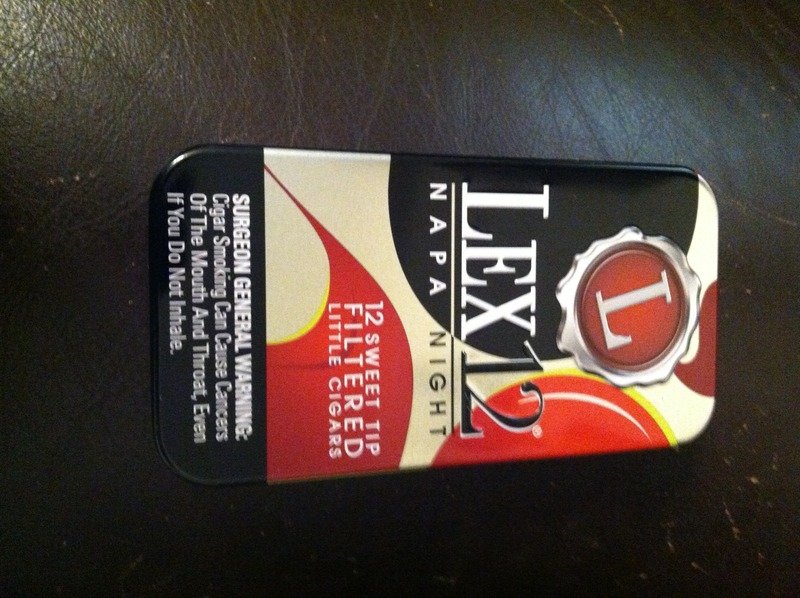 L
LEX12®
NAPA NIGHT
12 SWEET TIP
FILTERED
LITTLE CIGARS
SURGEON GENERAL WARNING:
Cigar Smoking Can Cause Cancers
Of The Mouth And Throat, Even
If You Do Not Inhale.